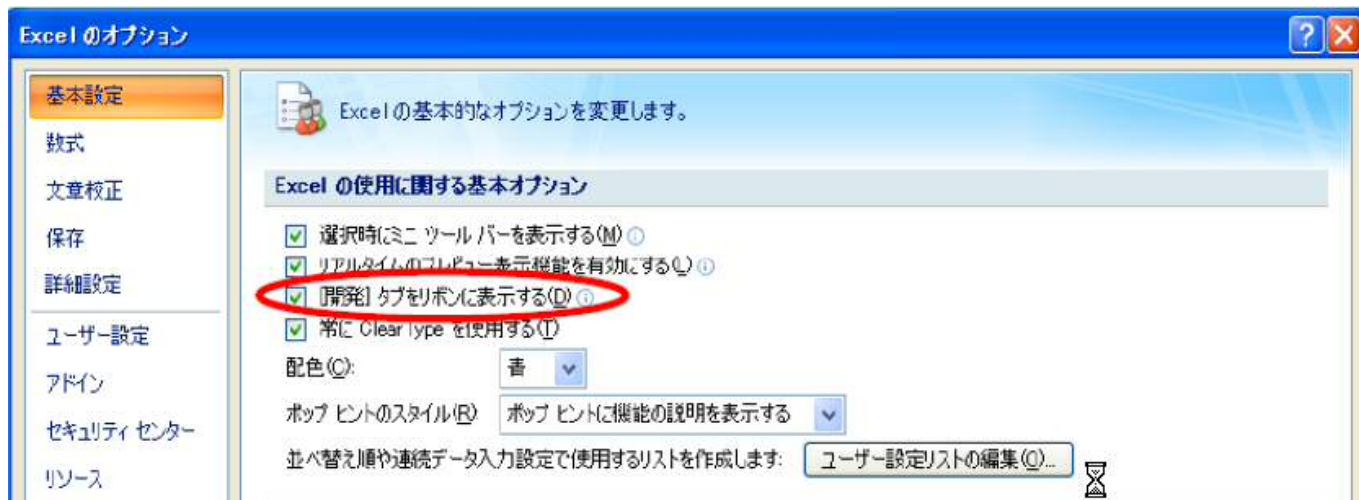 Excel のオプション
基本設定
数式
文章校正
保存
詳細設定
ユーザー設定
アドイン
セキュリティ センター
リソース
Excel の基本的なオプションを変更します。
Excel の使用に関する基本オプション
選択時にミニ ツール バーを表示する(M)
リアルタイムのプレビュー表示機能を有効にする(L)
[開発] タブをリボンに表示する(D)
常に ClearType を使用する(T)
配色(C): 青
ポップ ヒントのスタイル(R) ポップ ヒントに機能の説明を表示する
並べ替え順や連続データ入力設定で使用するリストを作成します: ユーザー設定リストの編集(O)...